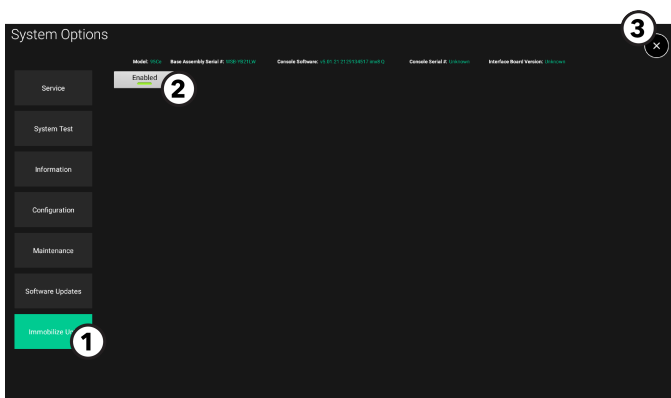 System Options
3
Model: 95Ce Base Assembly Serial #: Console Software: Console Serial #: Unknown Interface Board Version: Unknown
Enabled
2
Service
System Test
Information
Configuration
Maintenance
Software Updates
Immobilize
1